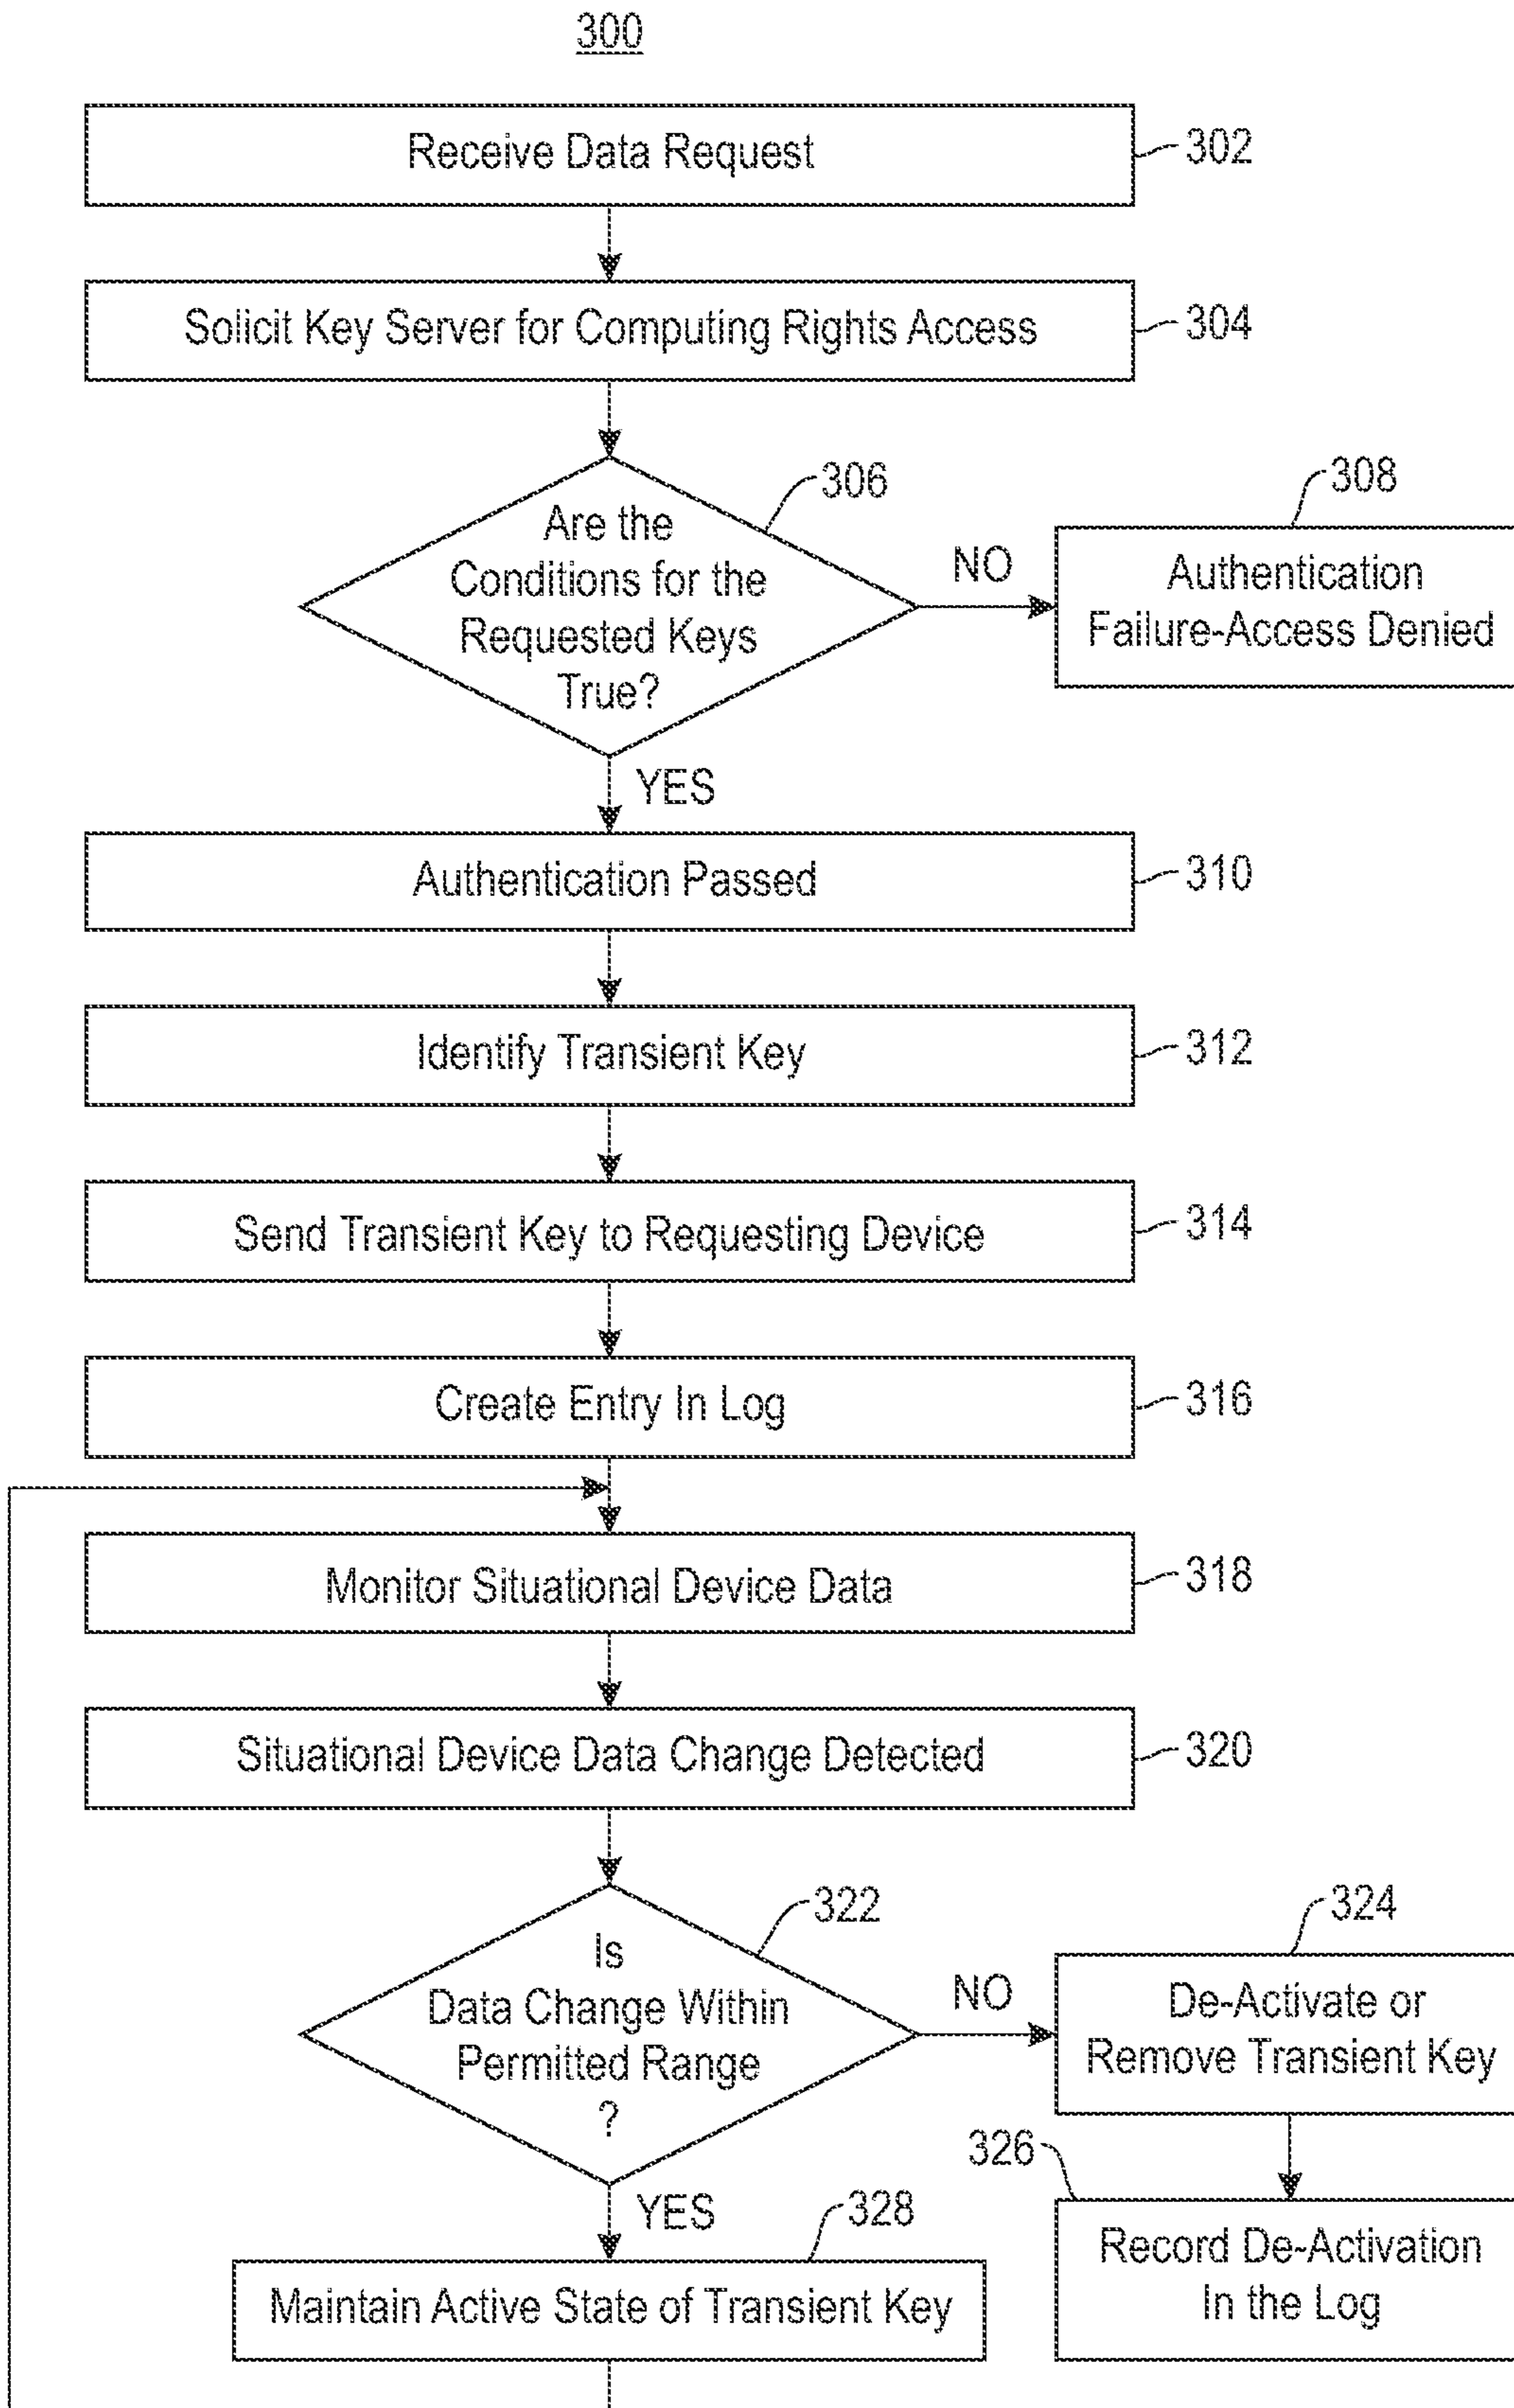 300
Receive Data Request
302
Solicit Key Server for Computing Rights Access
304
306
Are the
Conditions for the
Requested Keys
True?
NO
308
Authentication
Failure-Access Denied
YES
Authentication Passed
310
Identify Transient Key
312
Send Transient Key to Requesting Device
314
Create Entry In Log
316
Monitor Situational Device Data
318
Situational Device Data Change Detected
320
322
Is
Data Change Within
Permitted Range
?
NO
324
De-Activate or
Remove Transient Key
326
Record De-Activation
In the Log
YES
328
Maintain Active State of Transient Key